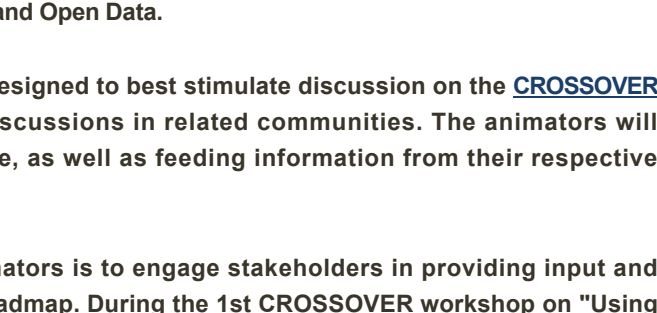 and Open Data.
esigned to best stimulate discussion on the CROSSOVER
scussions in related communities. The animators will
e, as well as feeding information from their respective
nators is to engage stakeholders in providing input and
admap. During the 1st CROSSOVER workshop on "Using